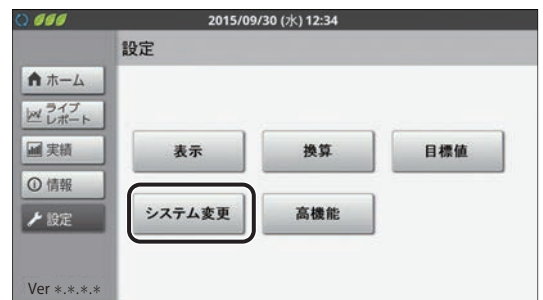 2015/09/30 (水) 12:34
設定
ホーム
ライブ
レポート
実績
情報
設定
表示
換算
目標値
システム変更
高機能
Ver *.*.*.*